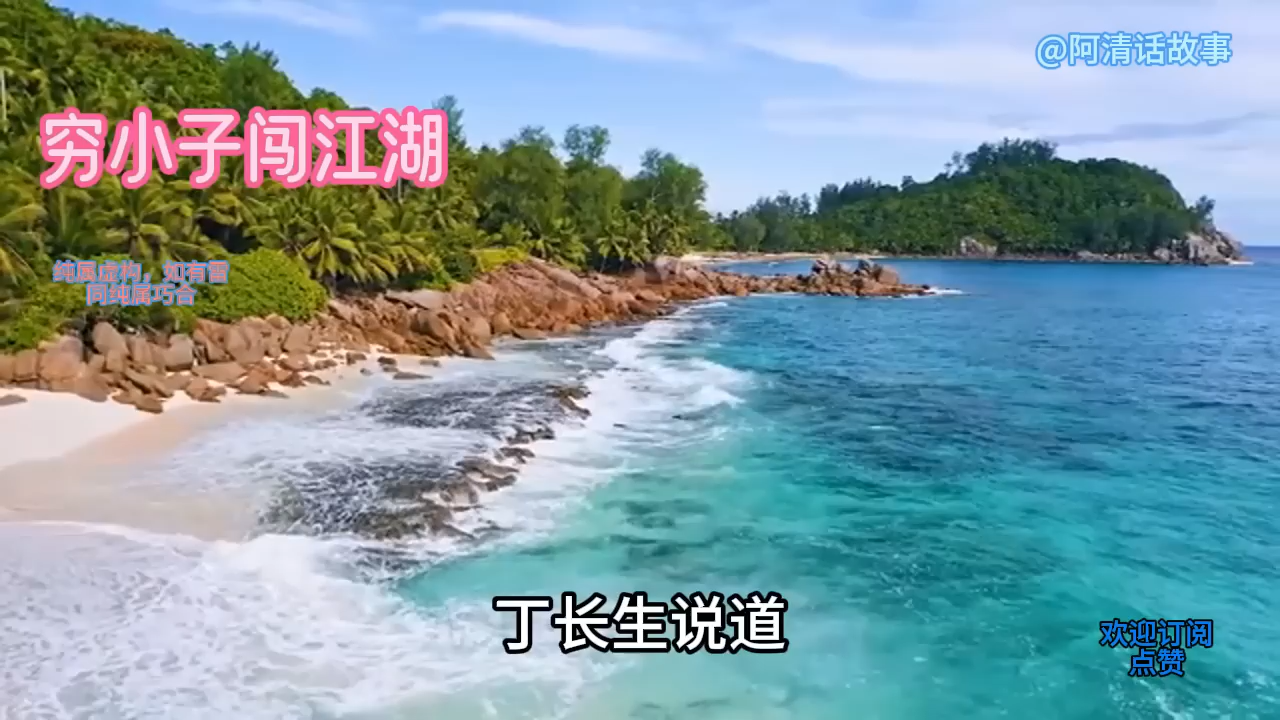 @阿清话故事
穷小子闯江湖
纯属虚构，如有雷
同纯属巧合
丁长生说道
欢迎订阅
点赞